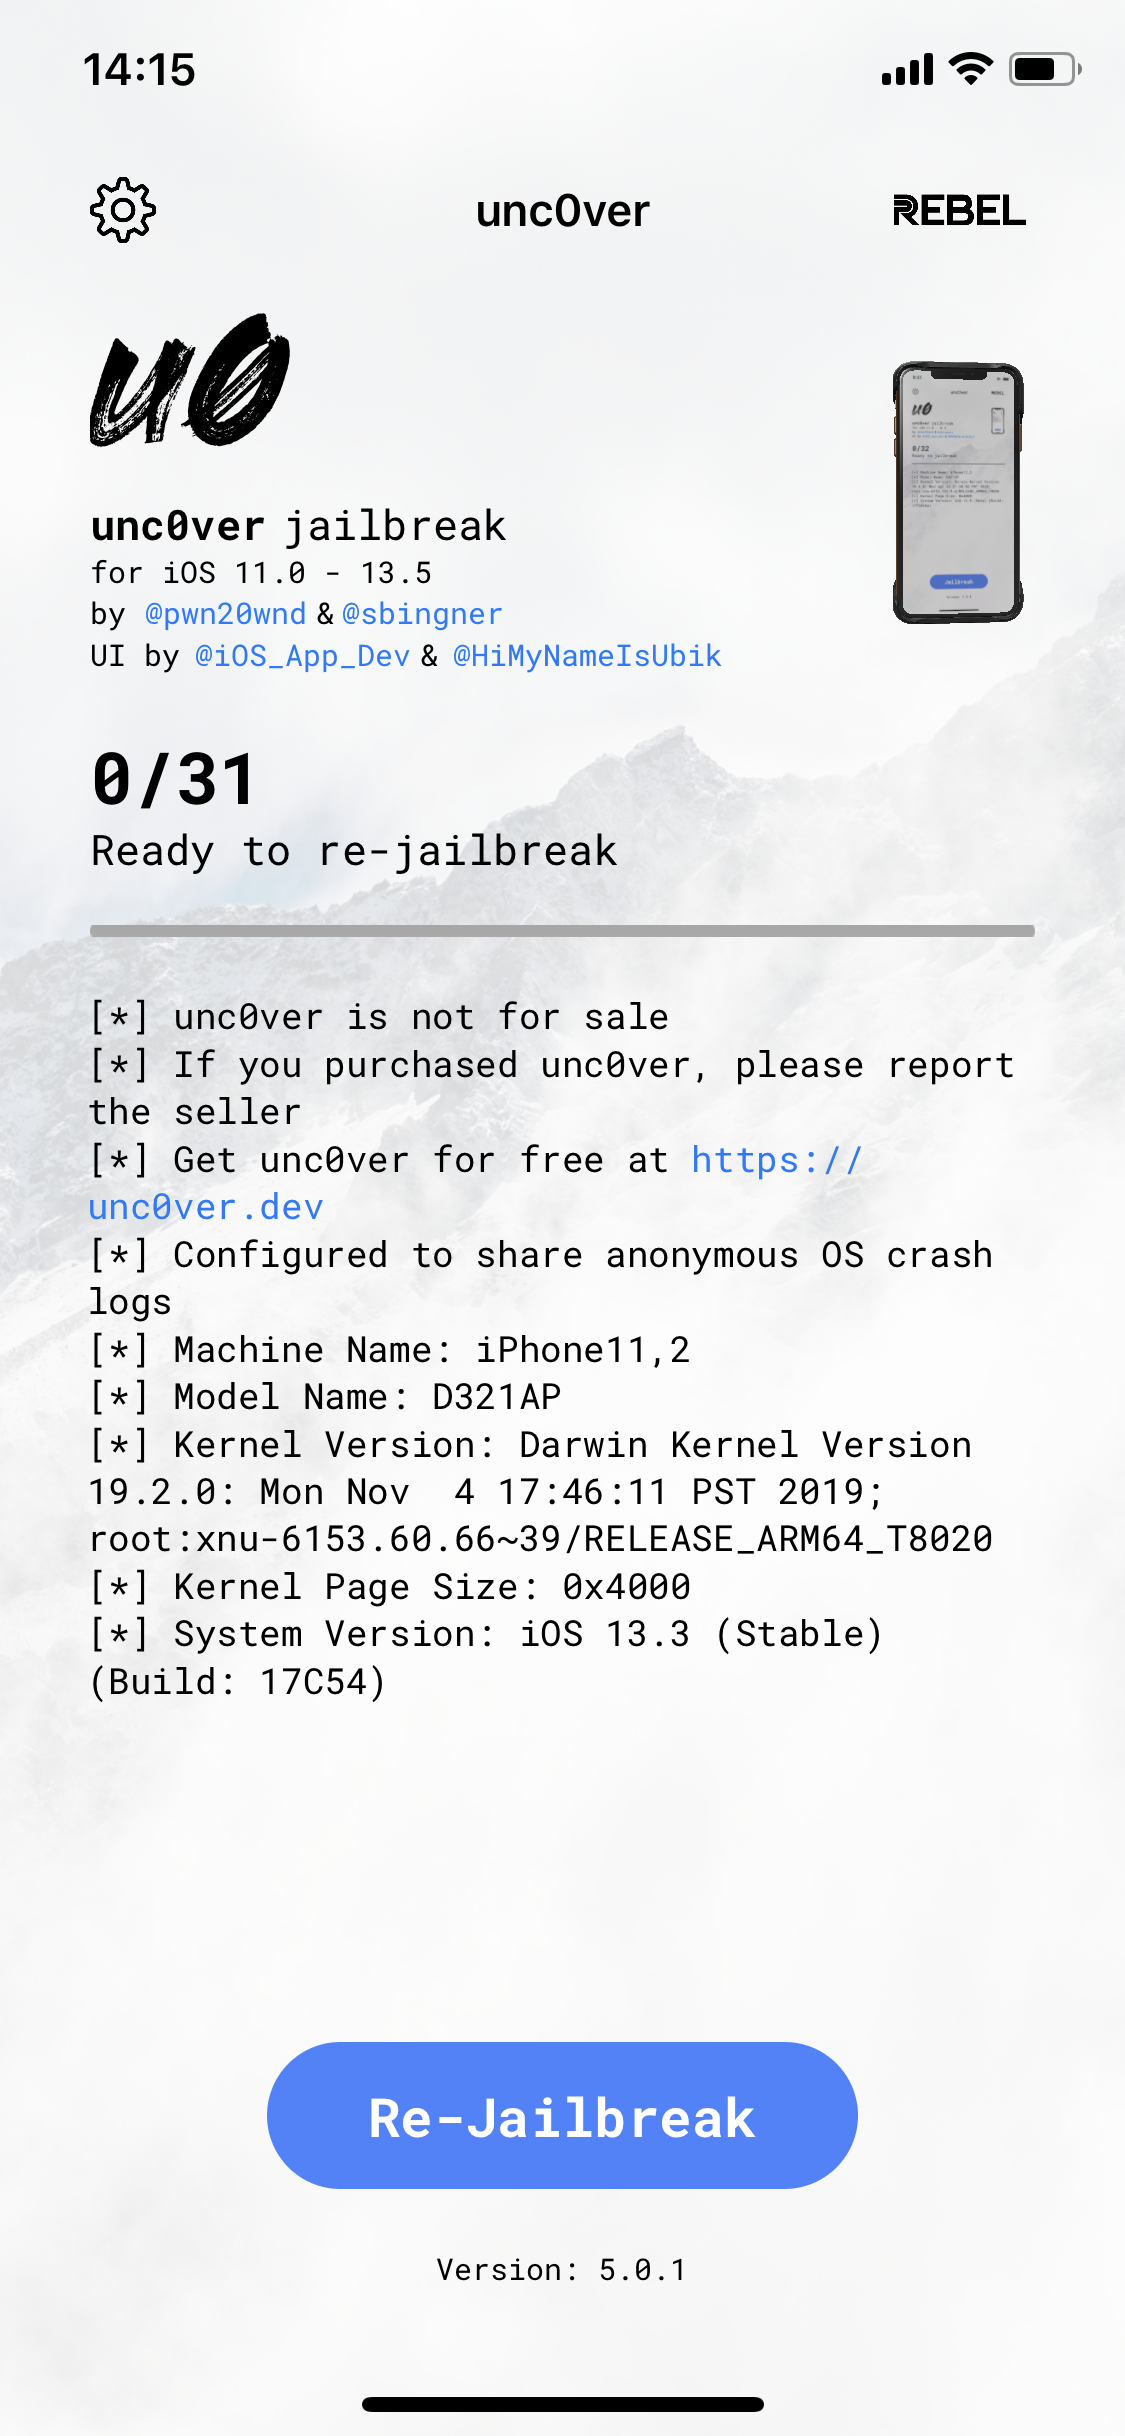 14:15
unc0ver
REBEL
u0
unc0ver jailbreak
for iOS 11.0 - 13.5
by @pwn20wnd & @sbingner
UI by @iOS_App_Dev & @HiMyNameIsUbik
0/31
Ready to re-jailbreak
[*] unc0ver is not for sale
[*] If you purchased unc0ver, please report
the seller
[*] Get unc0ver for free at https://
unc0ver.dev
[*] Configured to share anonymous OS crash
logs
[*] Machine Name: iPhone11,2
[*] Model Name: D321AP
[*] Kernel Version: Darwin Kernel Version
19.2.0: Mon Nov  4 17:46:11 PST 2019;
root:xnu-6153.60.66~39/RELEASE_ARM64_T8020
[*] Kernel Page Size: 0x4000
[*] System Version: iOS 13.3 (Stable)
(Build: 17C54)
Re-Jailbreak
Version: 5.0.1